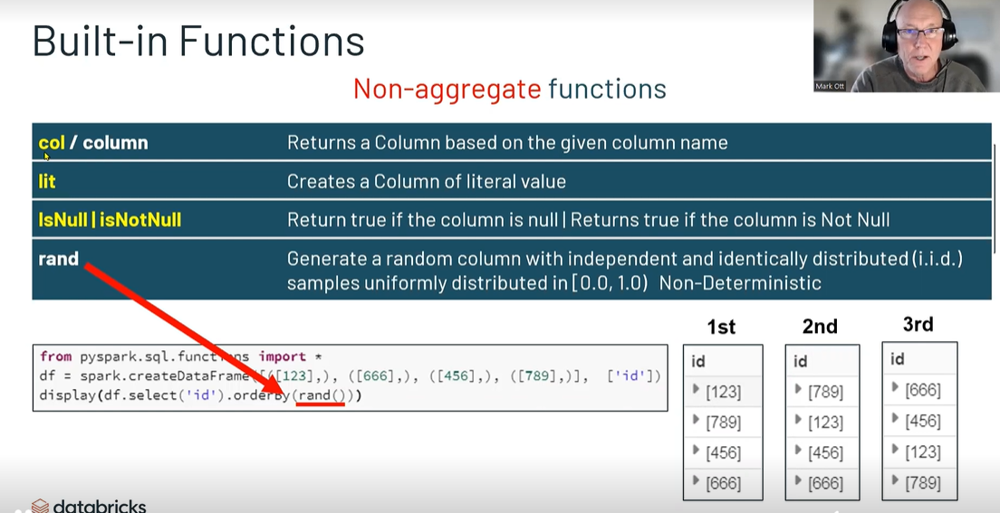 Built-in Functions
Mark Ott
Non-aggregate functions
col / column Returns a Column based on the given column name
lit Creates a Column of literal value
IsNull | isNotNull Return true if the column is null | Returns true if the column is Not Null
rand Generate a random column with independent and identically distributed (i.i.d.)
samples uniformly distributed in [0.0, 1.0) Non-Deterministic
from pyspark.sql.functions import *
df = spark.createDataFrame([([123],), ([666],), ([456],), ([789],)], ['id'])
display(df.select('id').orderBy(rand()))
1st 2nd 3rd
id id id
[123] [789] [666]
[789] [123] [456]
[456] [456] [123]
[666] [666] [789]
databricks